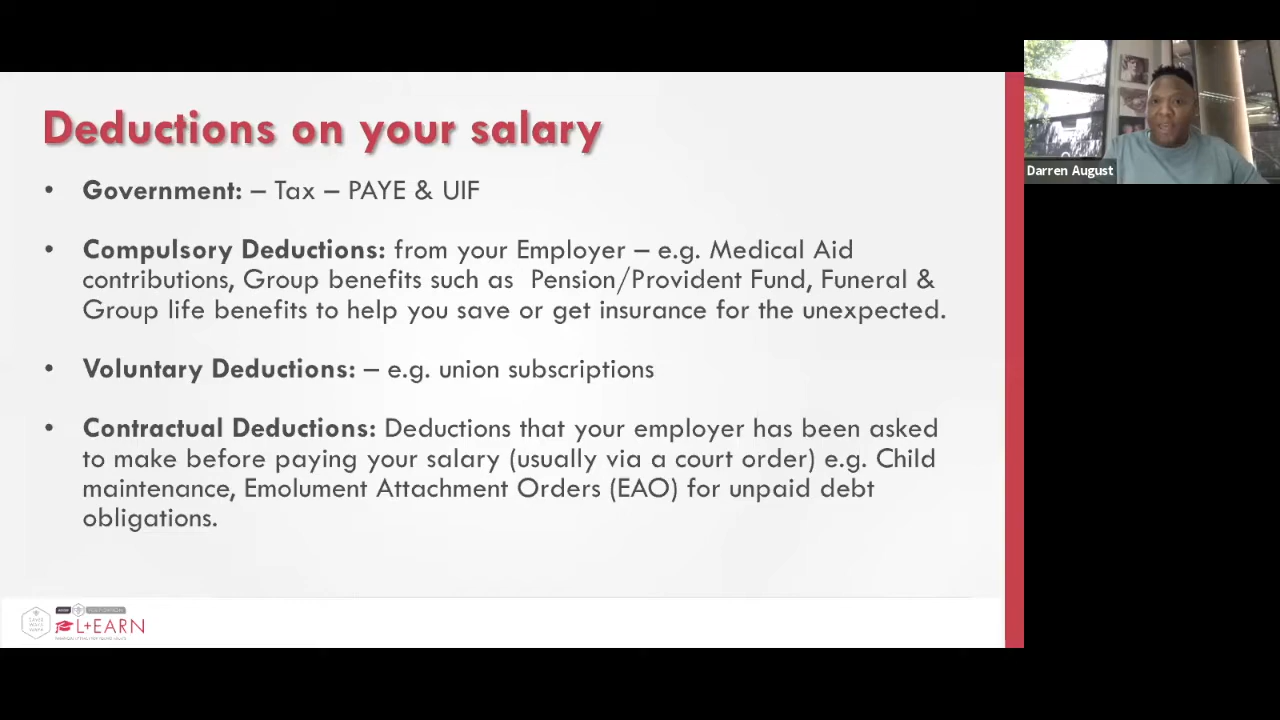 Deductions on your salary
• Government: – Tax – PAYE & UIF
• Compulsory Deductions: from your Employer – e.g. Medical Aid
contributions, Group benefits such as  Pension/Provident Fund, Funeral &
Group life benefits to help you save or get insurance for the unexpected.
• Voluntary Deductions: – e.g. union subscriptions
• Contractual Deductions: Deductions that your employer has been asked
to make before paying your salary (usually via a court order) e.g. Child
maintenance, Emolument Attachment Orders (EAO) for unpaid debt
obligations.
L+EARN
Darren August